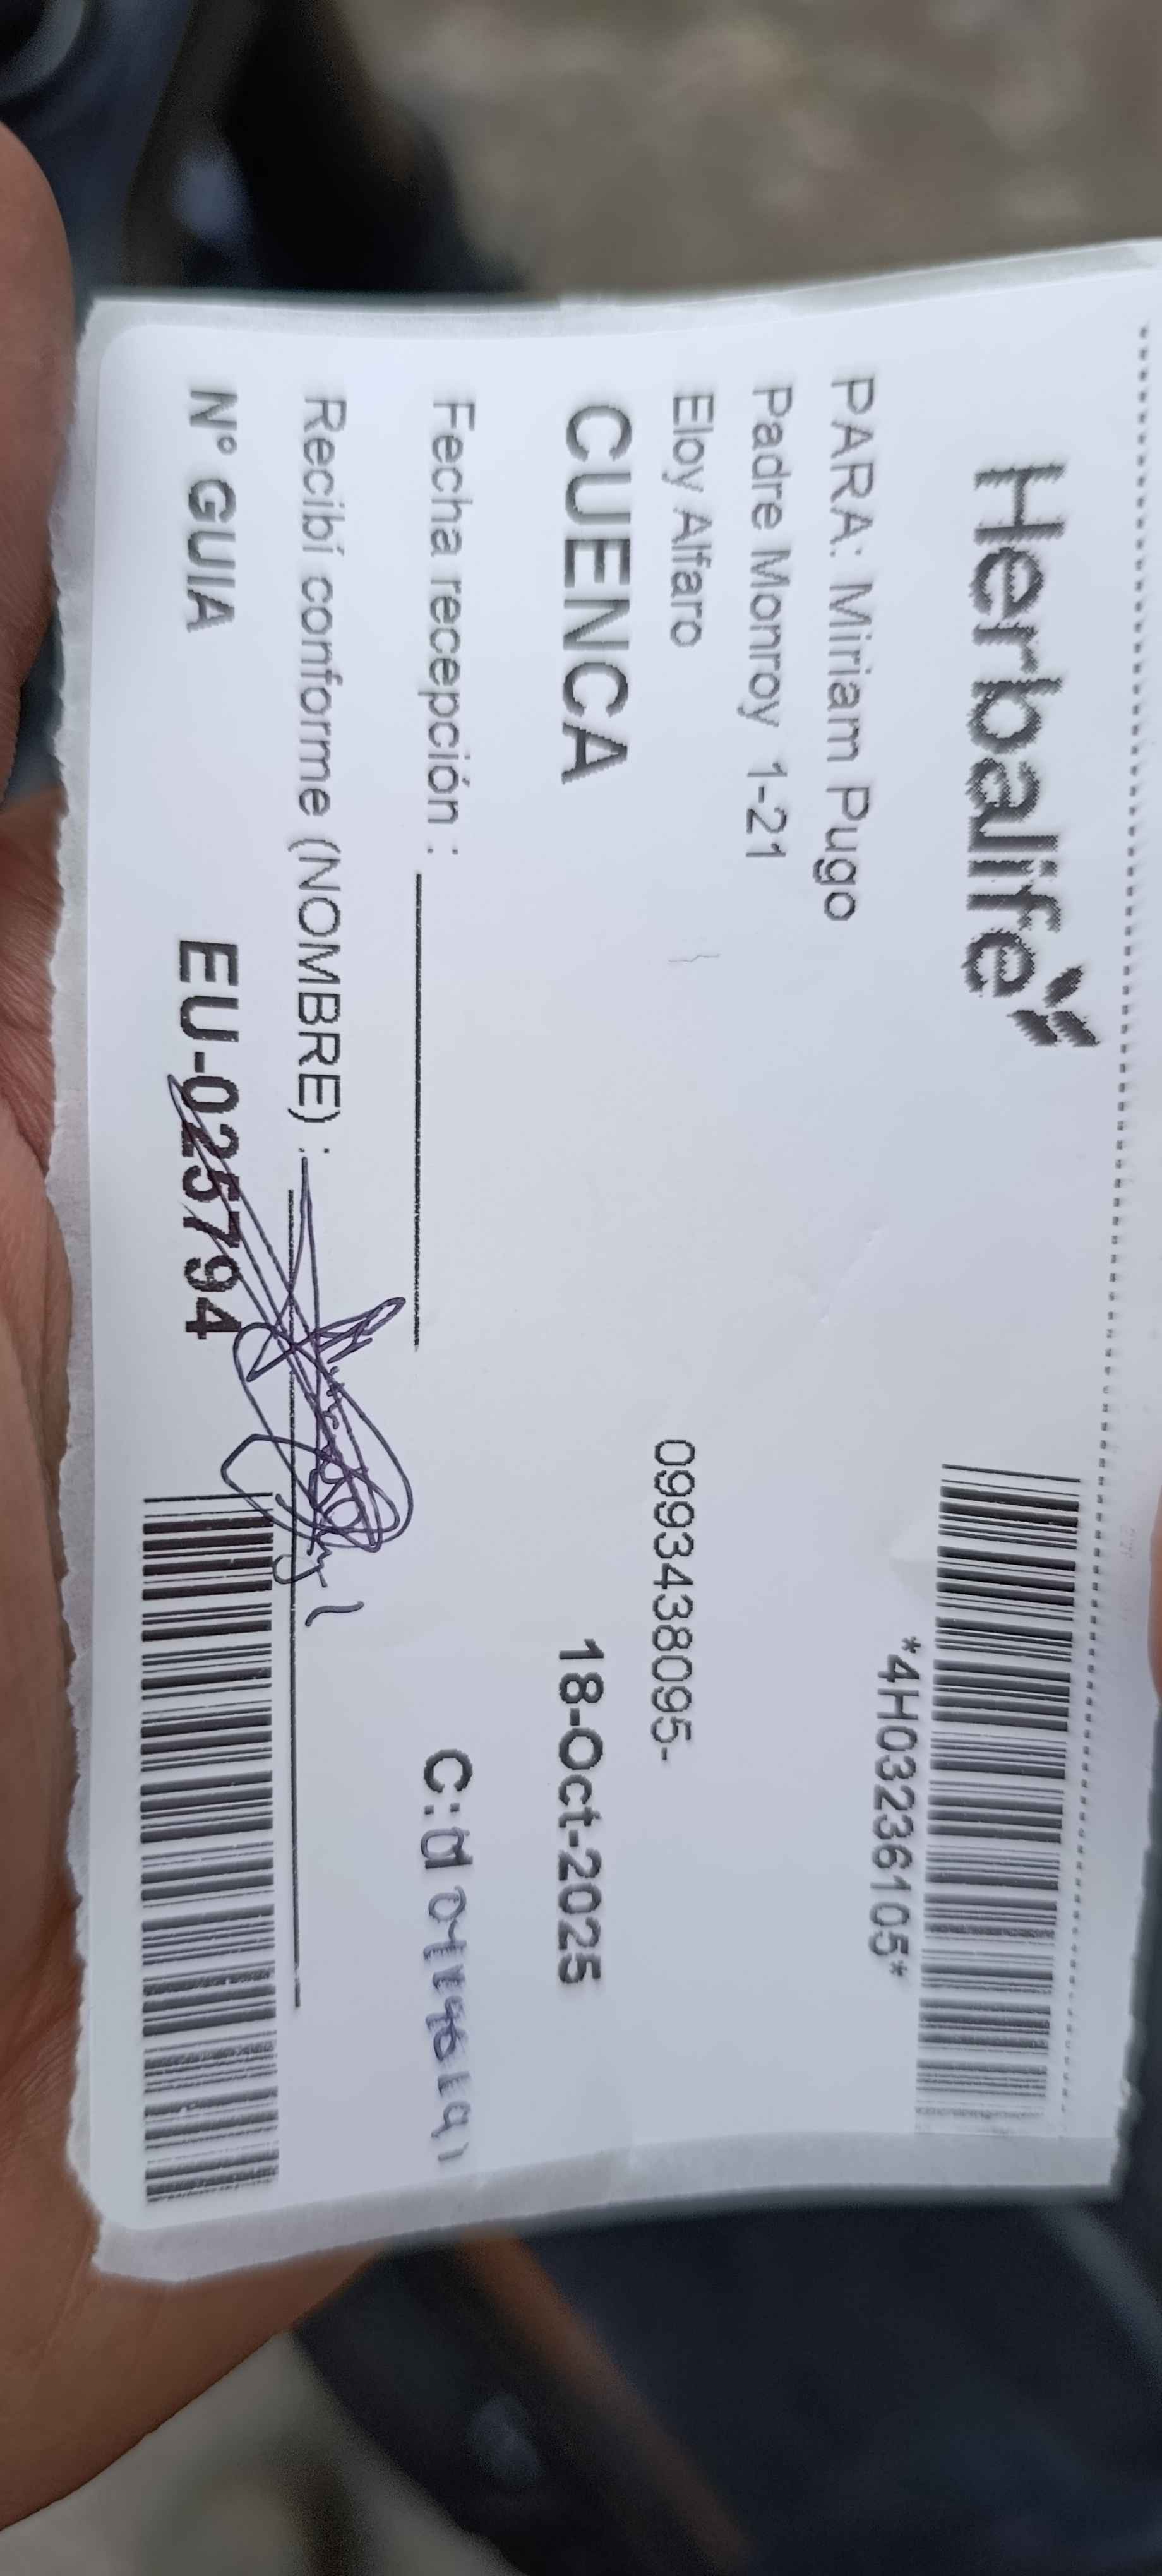 Herbalife
*4H03236105*
PARA: Miriam Pugo
Padre Monroy 1-21
Eloy Alfaro
0993438095-
CUENCA
18-Oct-2025
Fecha recepción :
C:
Recibí conforme (NOMBRE) :
N° GUIA
EU-025794